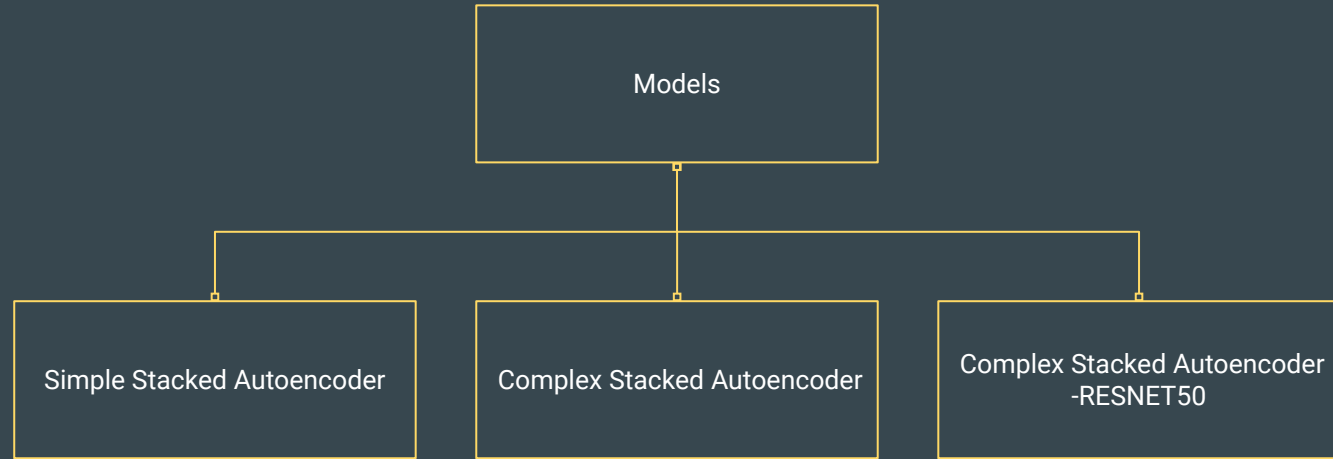 Models
Simple Stacked Autoencoder
Complex Stacked Autoencoder
Complex Stacked Autoencoder
-RESNET50